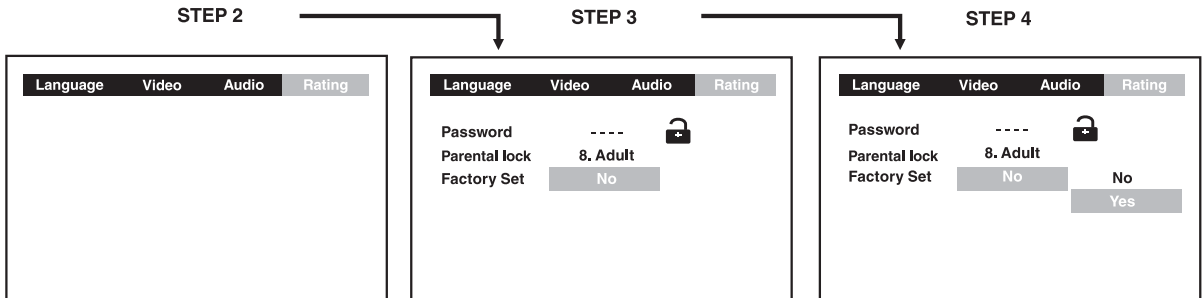 STEP 2
STEP 3
STEP 4
Language Video Audio Rating
Language Video Audio Rating
Password - - - -
Parental lock 8. Adult
Factory Set No
Language Video Audio Rating
Password - - - -
Parental lock 8. Adult
Factory Set No No
Yes